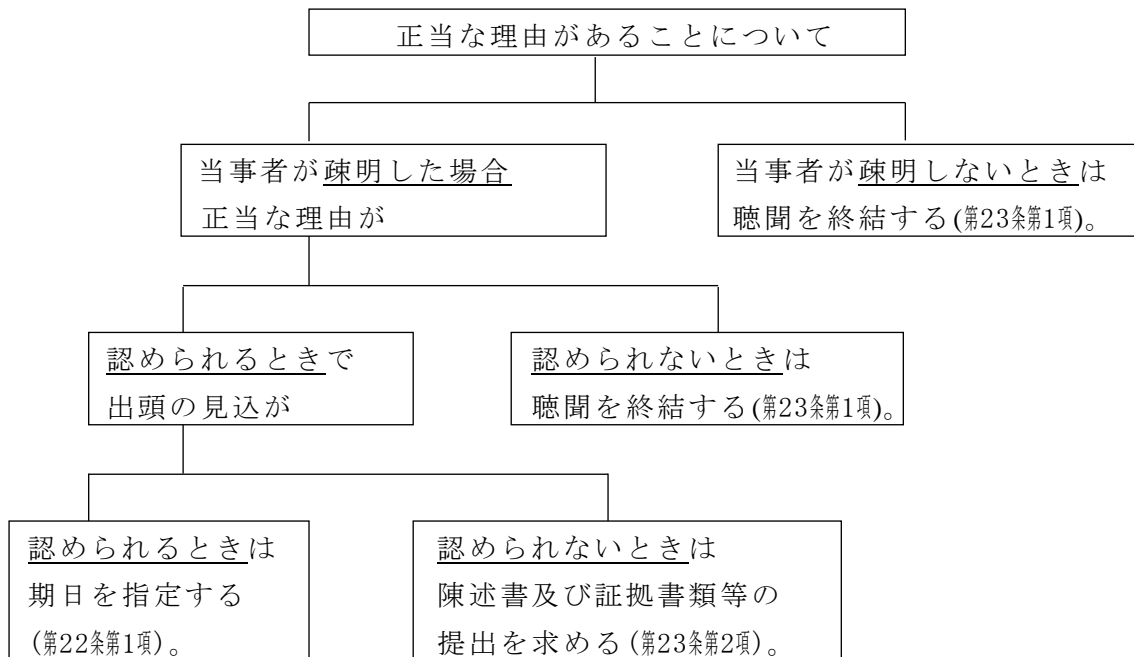 正当な理由があることについて
当事者が疎明した場合
正当な理由が
当事者が疎明しないときは
聴聞を終結する(第23条第1項)。
認められるときで
出頭の見込が
認められないときは
聴聞を終結する(第23条第1項)。
認められるときは
期日を指定する
(第22条第1項)。
認められないときは
陳述書及び証拠書類等の
提出を求める(第23条第2項)。